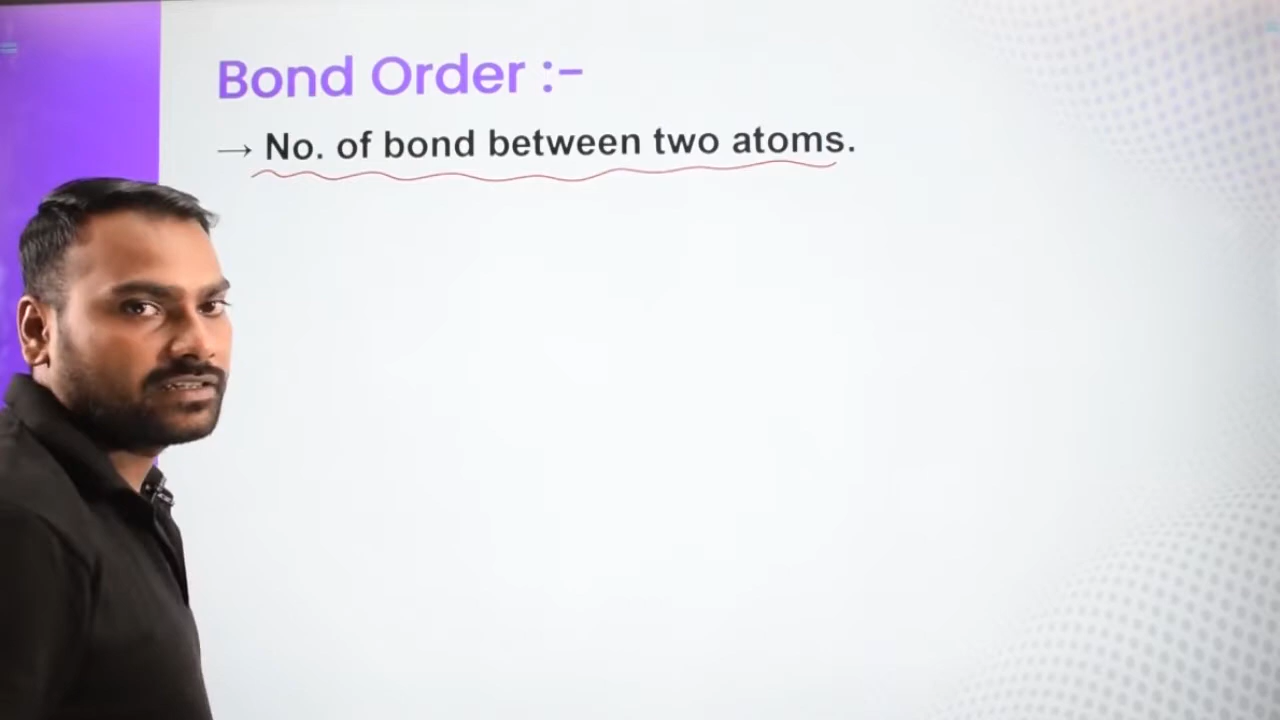 Bond Order :-
→ No. of bond between two atoms.